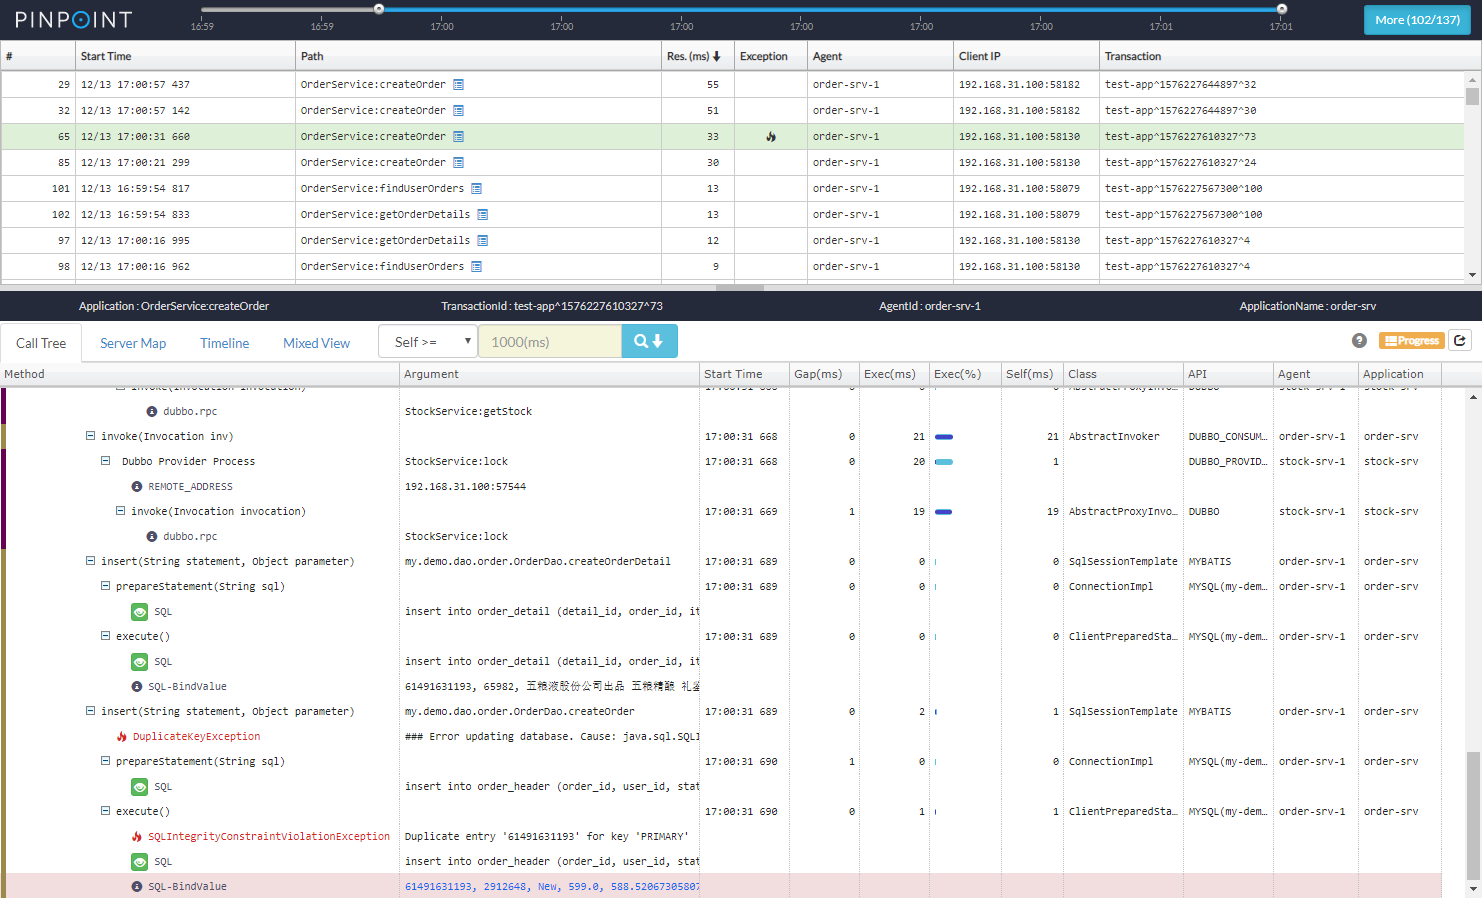 PINPOINT
16:59 16:59 17:00 17:00 17:00 17:00 17:00 17:00 17:01 17:01
More (102/137)
# Start Time Path Res. (ms) Exception Agent Client IP Transaction
29 12/13 17:00:57 437 OrderService:createOrder 55 order-srv-1 192.168.31.100:58182 test-app^1576227644897^32
32 12/13 17:00:57 142 OrderService:createOrder 51 order-srv-1 192.168.31.100:58182 test-app^1576227644897^30
65 12/13 17:00:31 660 OrderService:createOrder 33 order-srv-1 192.168.31.100:58130 test-app^1576227610327^73
85 12/13 17:00:21 299 OrderService:createOrder 30 order-srv-1 192.168.31.100:58130 test-app^1576227610327^24
101 12/13 16:59:54 817 OrderService:findUserOrders 13 order-srv-1 192.168.31.100:58079 test-app^1576227567300^100
102 12/13 16:59:54 833 OrderService:getOrderDetails 13 order-srv-1 192.168.31.100:58079 test-app^1576227567300^100
97 12/13 17:00:16 995 OrderService:getOrderDetails 12 order-srv-1 192.168.31.100:58130 test-app^1576227610327^4
98 12/13 17:00:16 962 OrderService:findUserOrders 9 order-srv-1 192.168.31.100:58130 test-app^1576227610327^4
Application : OrderService:createOrder TransactionId : test-app^1576227610327^73 AgentId : order-srv-1 ApplicationName : order-srv
Call Tree Server Map Timeline Mixed View Self >= 1000(ms) Progress
Method Argument Start Time Gap(ms) Exec(ms) Exec(%) Self(ms) Class API Agent Application
invoke(Invocation invocation) AbstractProxyInvo... DUBBO stock-srv-1 stock-srv
dubbo.rpc StockService:getStock
invoke(Invocation inv) 17:00:31 668 0 21 21 AbstractInvoker DUBBO_CONSUM... order-srv-1 order-srv
Dubbo Provider Process StockService:lock 17:00:31 668 0 20 1 DUBBO_PROVID... stock-srv-1 stock-srv
REMOTE_ADDRESS 192.168.31.100:57544
invoke(Invocation invocation) 17:00:31 669 1 19 19 AbstractProxyInvo... DUBBO stock-srv-1 stock-srv
dubbo.rpc StockService:lock
insert(String statement, Object parameter) my.demo.dao.order.OrderDao.createOrderDetail 17:00:31 689 0 0 0 SqlSessionTemplate MYBATIS order-srv-1 order-srv
prepareStatement(String sql) 17:00:31 689 0 0 0 ConnectionImpl MYSQL(my-dem... order-srv-1 order-srv
SQL insert into order_detail (detail_id, order_id, it
execute() 17:00:31 689 0 0 0 ClientPreparedSta... MYSQL(my-dem... order-srv-1 order-srv
SQL insert into order_detail (detail_id, order_id, it
SQL-BindValue 61491631193, 65982, 五粮液股份公司出品 五粮精酿 礼鉴
insert(String statement, Object parameter) my.demo.dao.order.OrderDao.createOrder 17:00:31 689 0 2 1 SqlSessionTemplate MYBATIS order-srv-1 order-srv
DuplicateKeyException ### Error updating database. Cause: java.sql.SQLI
prepareStatement(String sql) 17:00:31 690 1 0 0 ConnectionImpl MYSQL(my-dem... order-srv-1 order-srv
SQL insert into order_header (order_id, user_id, stat
execute() 17:00:31 690 0 1 1 ClientPreparedSta... MYSQL(my-dem... order-srv-1 order-srv
SQLIntegrityConstraintViolationException Duplicate entry '61491631193' for key 'PRIMARY'
SQL insert into order_header (order_id, user_id, stat
SQL-BindValue 61491631193, 2912648, New, 599.0, 588.52067305807